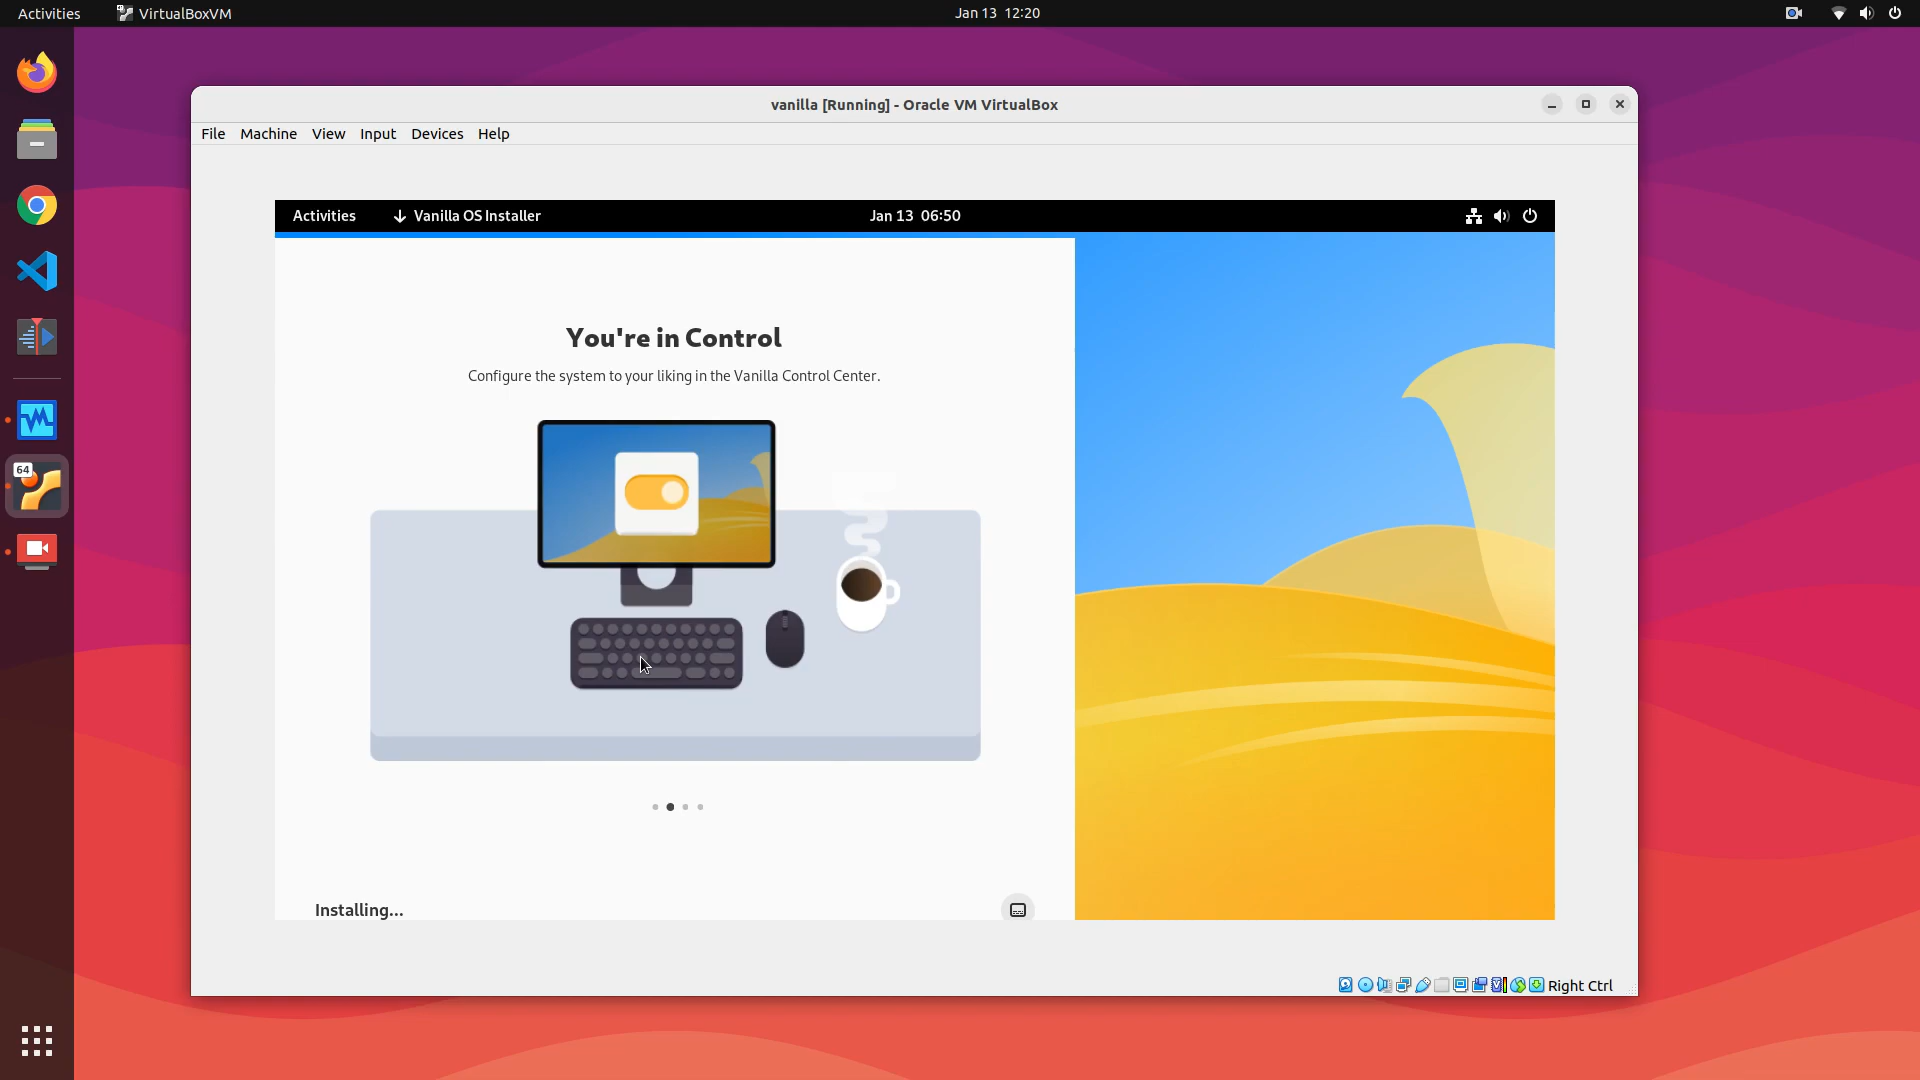 Activities VirtualBoxVM Jan 13 12:20
vanilla [Running] - Oracle VM VirtualBox
File Machine View Input Devices Help
Activities Vanilla OS Installer Jan 13 06:50
You're in Control
Configure the system to your liking in the Vanilla Control Center.
64
Installing...
Right Ctrl